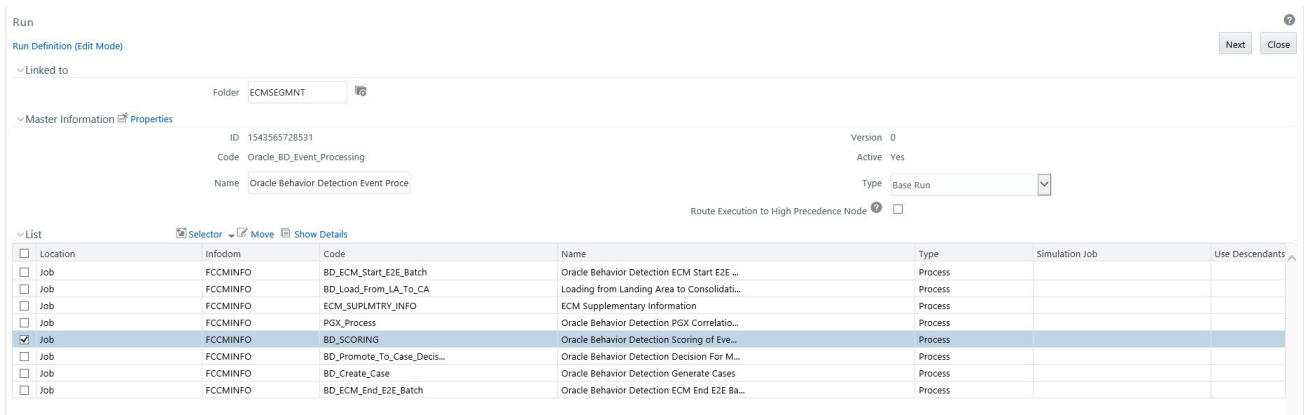 Run
Run Definition (Edit Mode) Next Close
Linked to
Folder ECMSEGMNT
Master Information Properties
ID 1543565728531 Version 0
Code Oracle_BD_Event_Processing Active Yes
Name Oracle Behavior Detection Event Proce Type Base Run
Route Execution to High Precedence Node
List Selector Move Show Details
Location Infodom Code Name Type Simulation Job Use Descendants
Job FCCMINFO BD_ECM_Start_E2E_Batch Oracle Behavior Detection ECM Start E2E ... Process
Job FCCMINFO BD_Load_From_LA_To_CA Loading from Landing Area to Consolidati... Process
Job FCCMINFO ECM_SUPLMTRY_INFO ECM Supplementary Information Process
Job FCCMINFO PGX_Process Oracle Behavior Detection PGX Correlatio... Process
Job FCCMINFO BD_SCORING Oracle Behavior Detection Scoring of Eve... Process
Job FCCMINFO BD_Promote_To_Case_Decis... Oracle Behavior Detection Decision For M... Process
Job FCCMINFO BD_Create_Case Oracle Behavior Detection Generate Cases Process
Job FCCMINFO BD_ECM_End_E2E_Batch Oracle Behavior Detection ECM End E2E Ba... Process